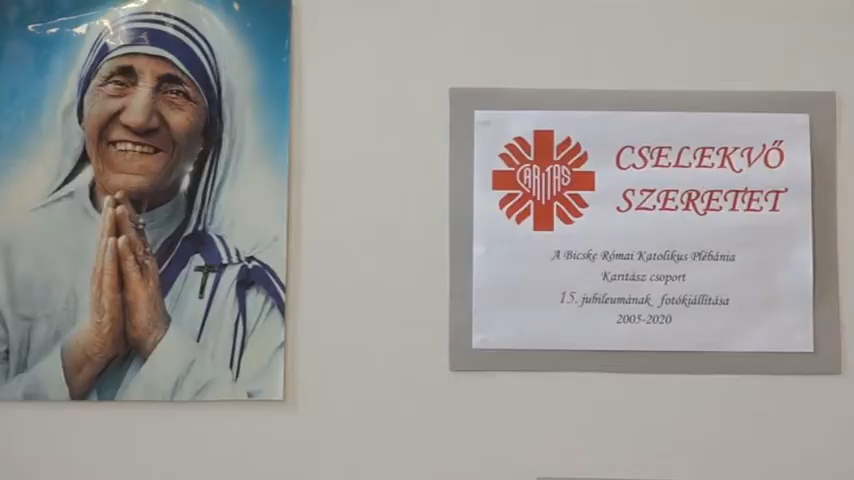 CARITAS
CSELEKVŐ
SZERETET
A Bicske Római Katolikus Plébánia
Karitász csoport
15. jubileumának fotókiállítása
2005-2020